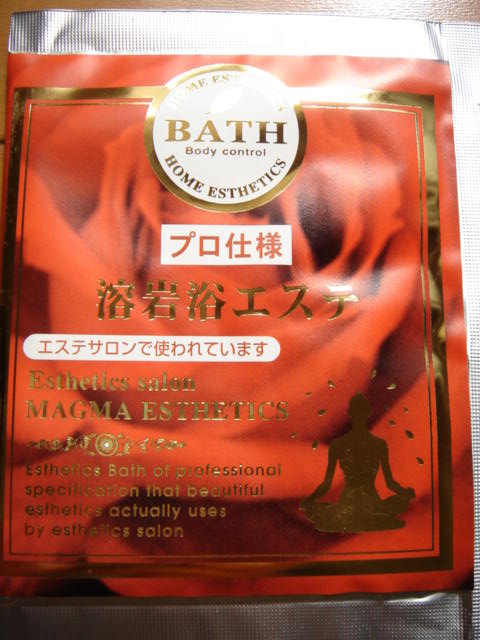 HOME ESTHETICS
BATH
Body control
HOME ESTHETICS
プロ仕様
溶岩浴エステ
エステサロンで使われています
Esthetics salon
MAGMA ESTHETICS
Esthetics Bath of professional
specification that beautiful
esthetics actually uses
by esthetics salon